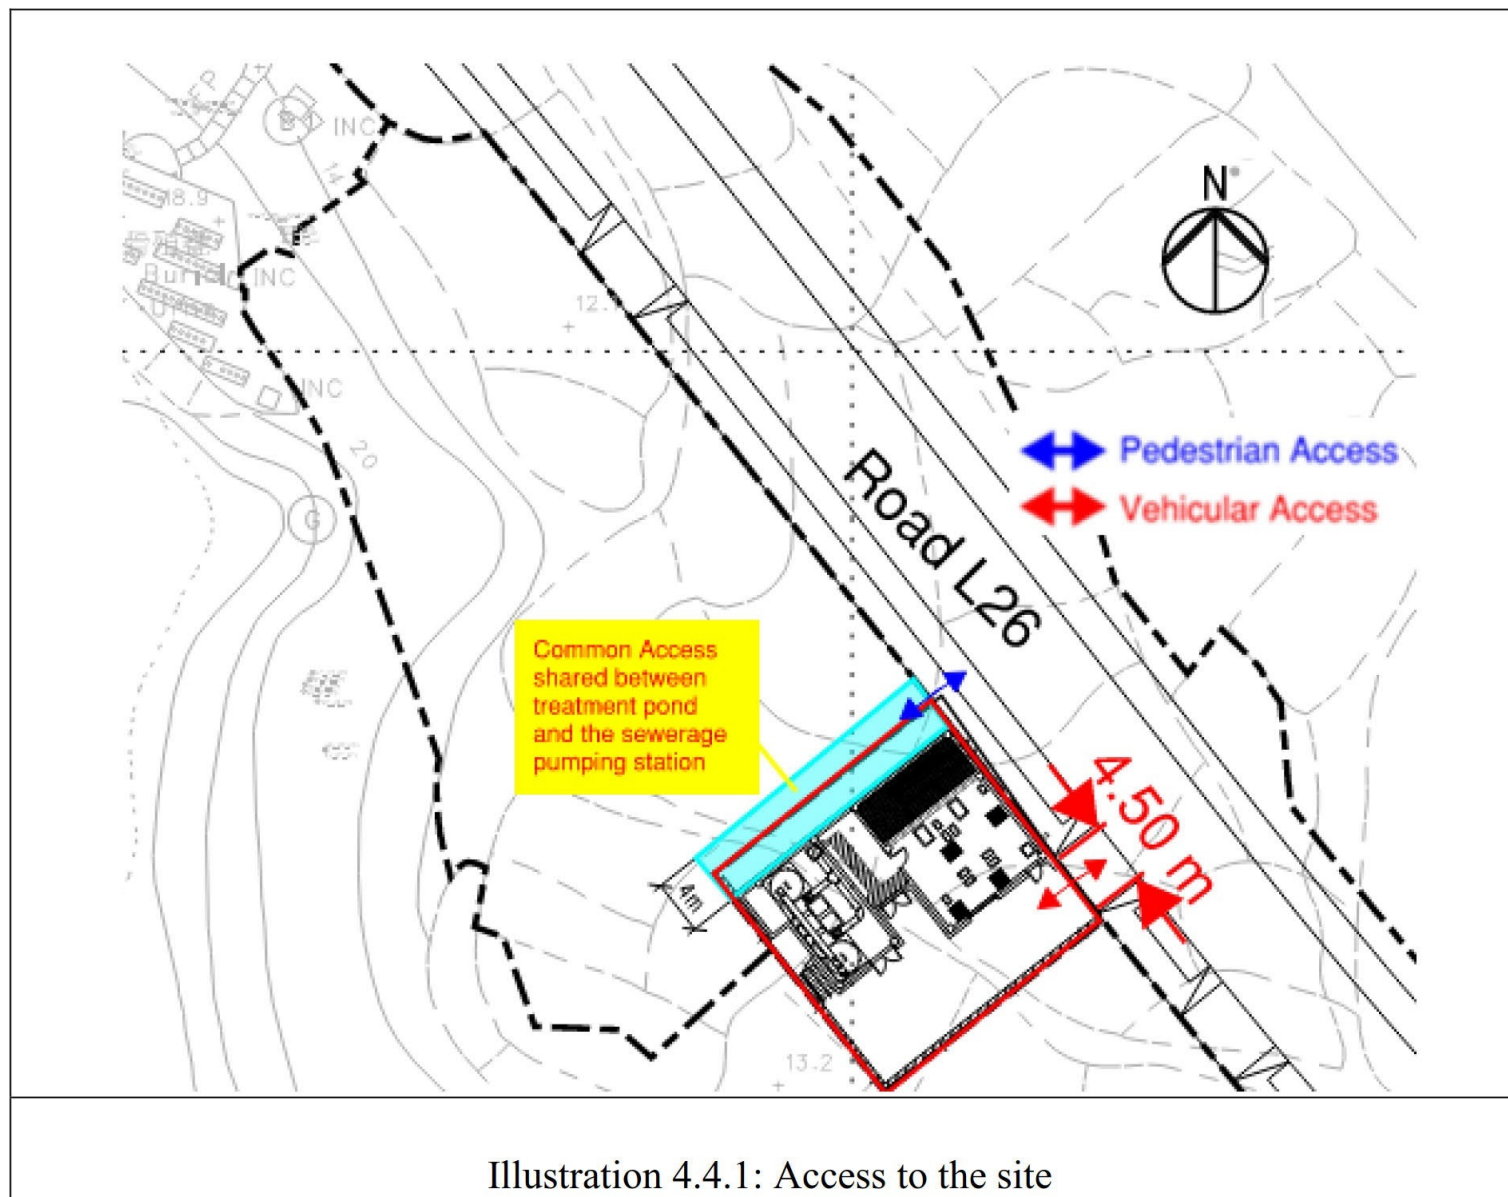 INC
14
18.9
INC
INC
12.
20
G
N
Pedestrian Access
Vehicular Access
Road L26
Common Access
shared between
treatment pond
and the sewerage
pumping station
4.50 m
4m
13.2
Illustration 4.4.1: Access to the site